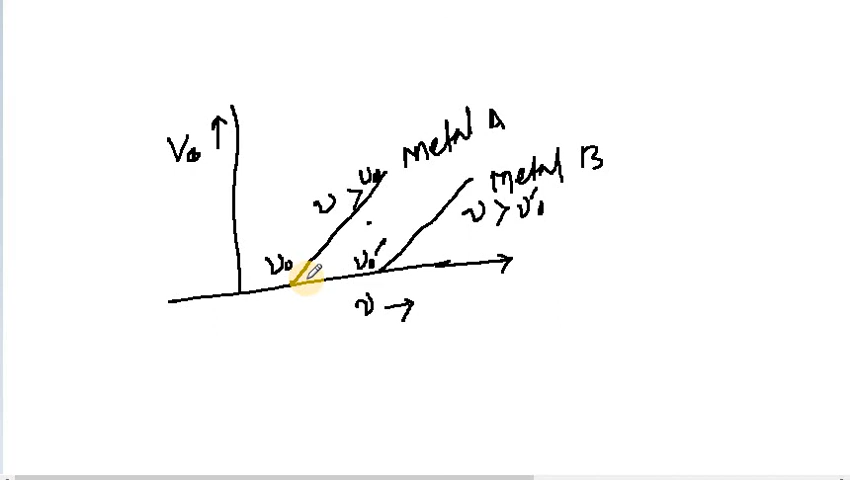 V₀ ↑
Metal A
ν > ν₀
Metal B
ν > ν₀′
ν₀
ν₀′
ν →